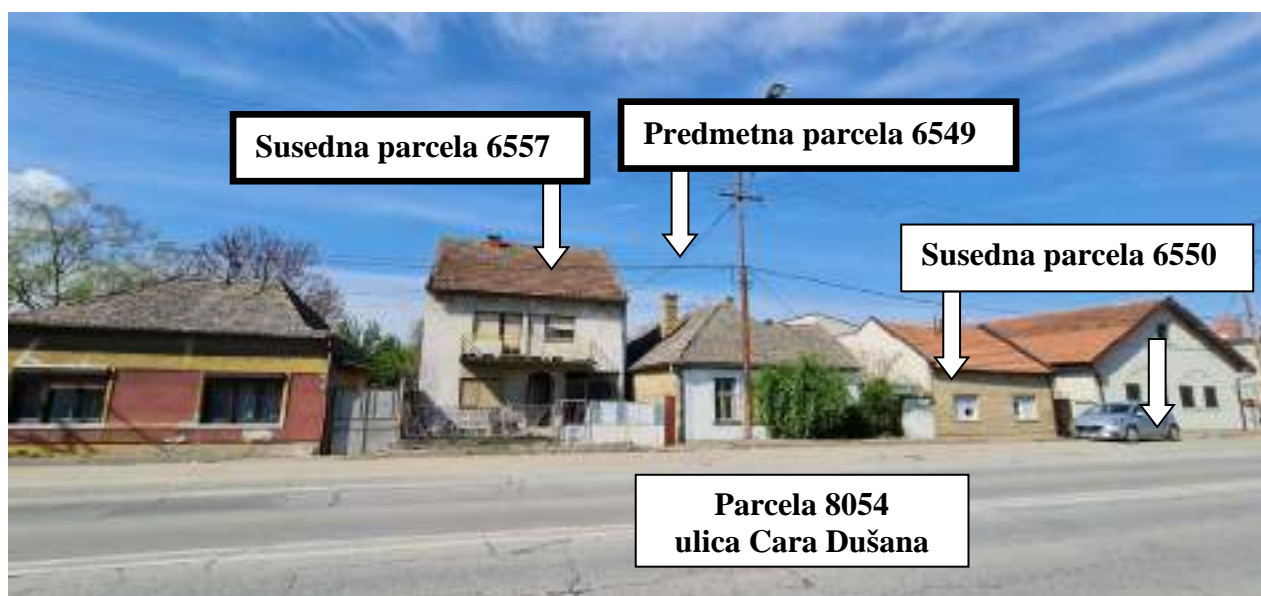 Susedna parcela 6557
Predmetna parcela 6549
Susedna parcela 6550
Parcela 8054
ulica Cara Dušana